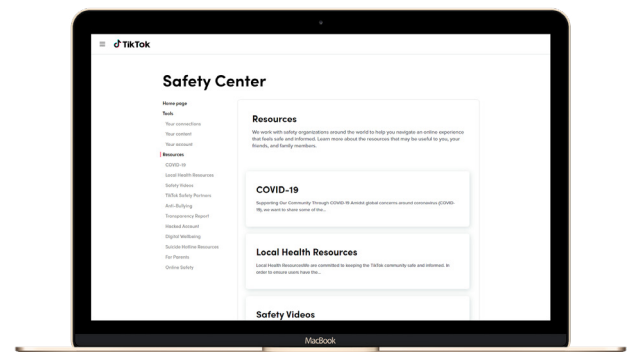 TikTok
Safety Center
Home page
Tools
Your connections
Your content
Your account
Resources
COVID-19
Local Health Resources
Safety Videos
TikTok Safety Partners
Anti-Bullying
Transparency Report
Hacked Account
Digital Wellbeing
Suicide Hotline Resources
For Parents
Online Safety
Resources
We work with safety organizations around the world to help you navigate an online experience
that feels safe and informed. Learn more about the resources that may be useful to you, your
friends, and family members.
COVID-19
Supporting Our Community Through COVID-19 Amidst global concerns around coronavirus (COVID-
19), we want to share some of the...
Local Health Resources
Local Health ResourcesWe are committed to keeping the TikTok community safe and informed. In
order to ensure users have the...
Safety Videos
MacBook